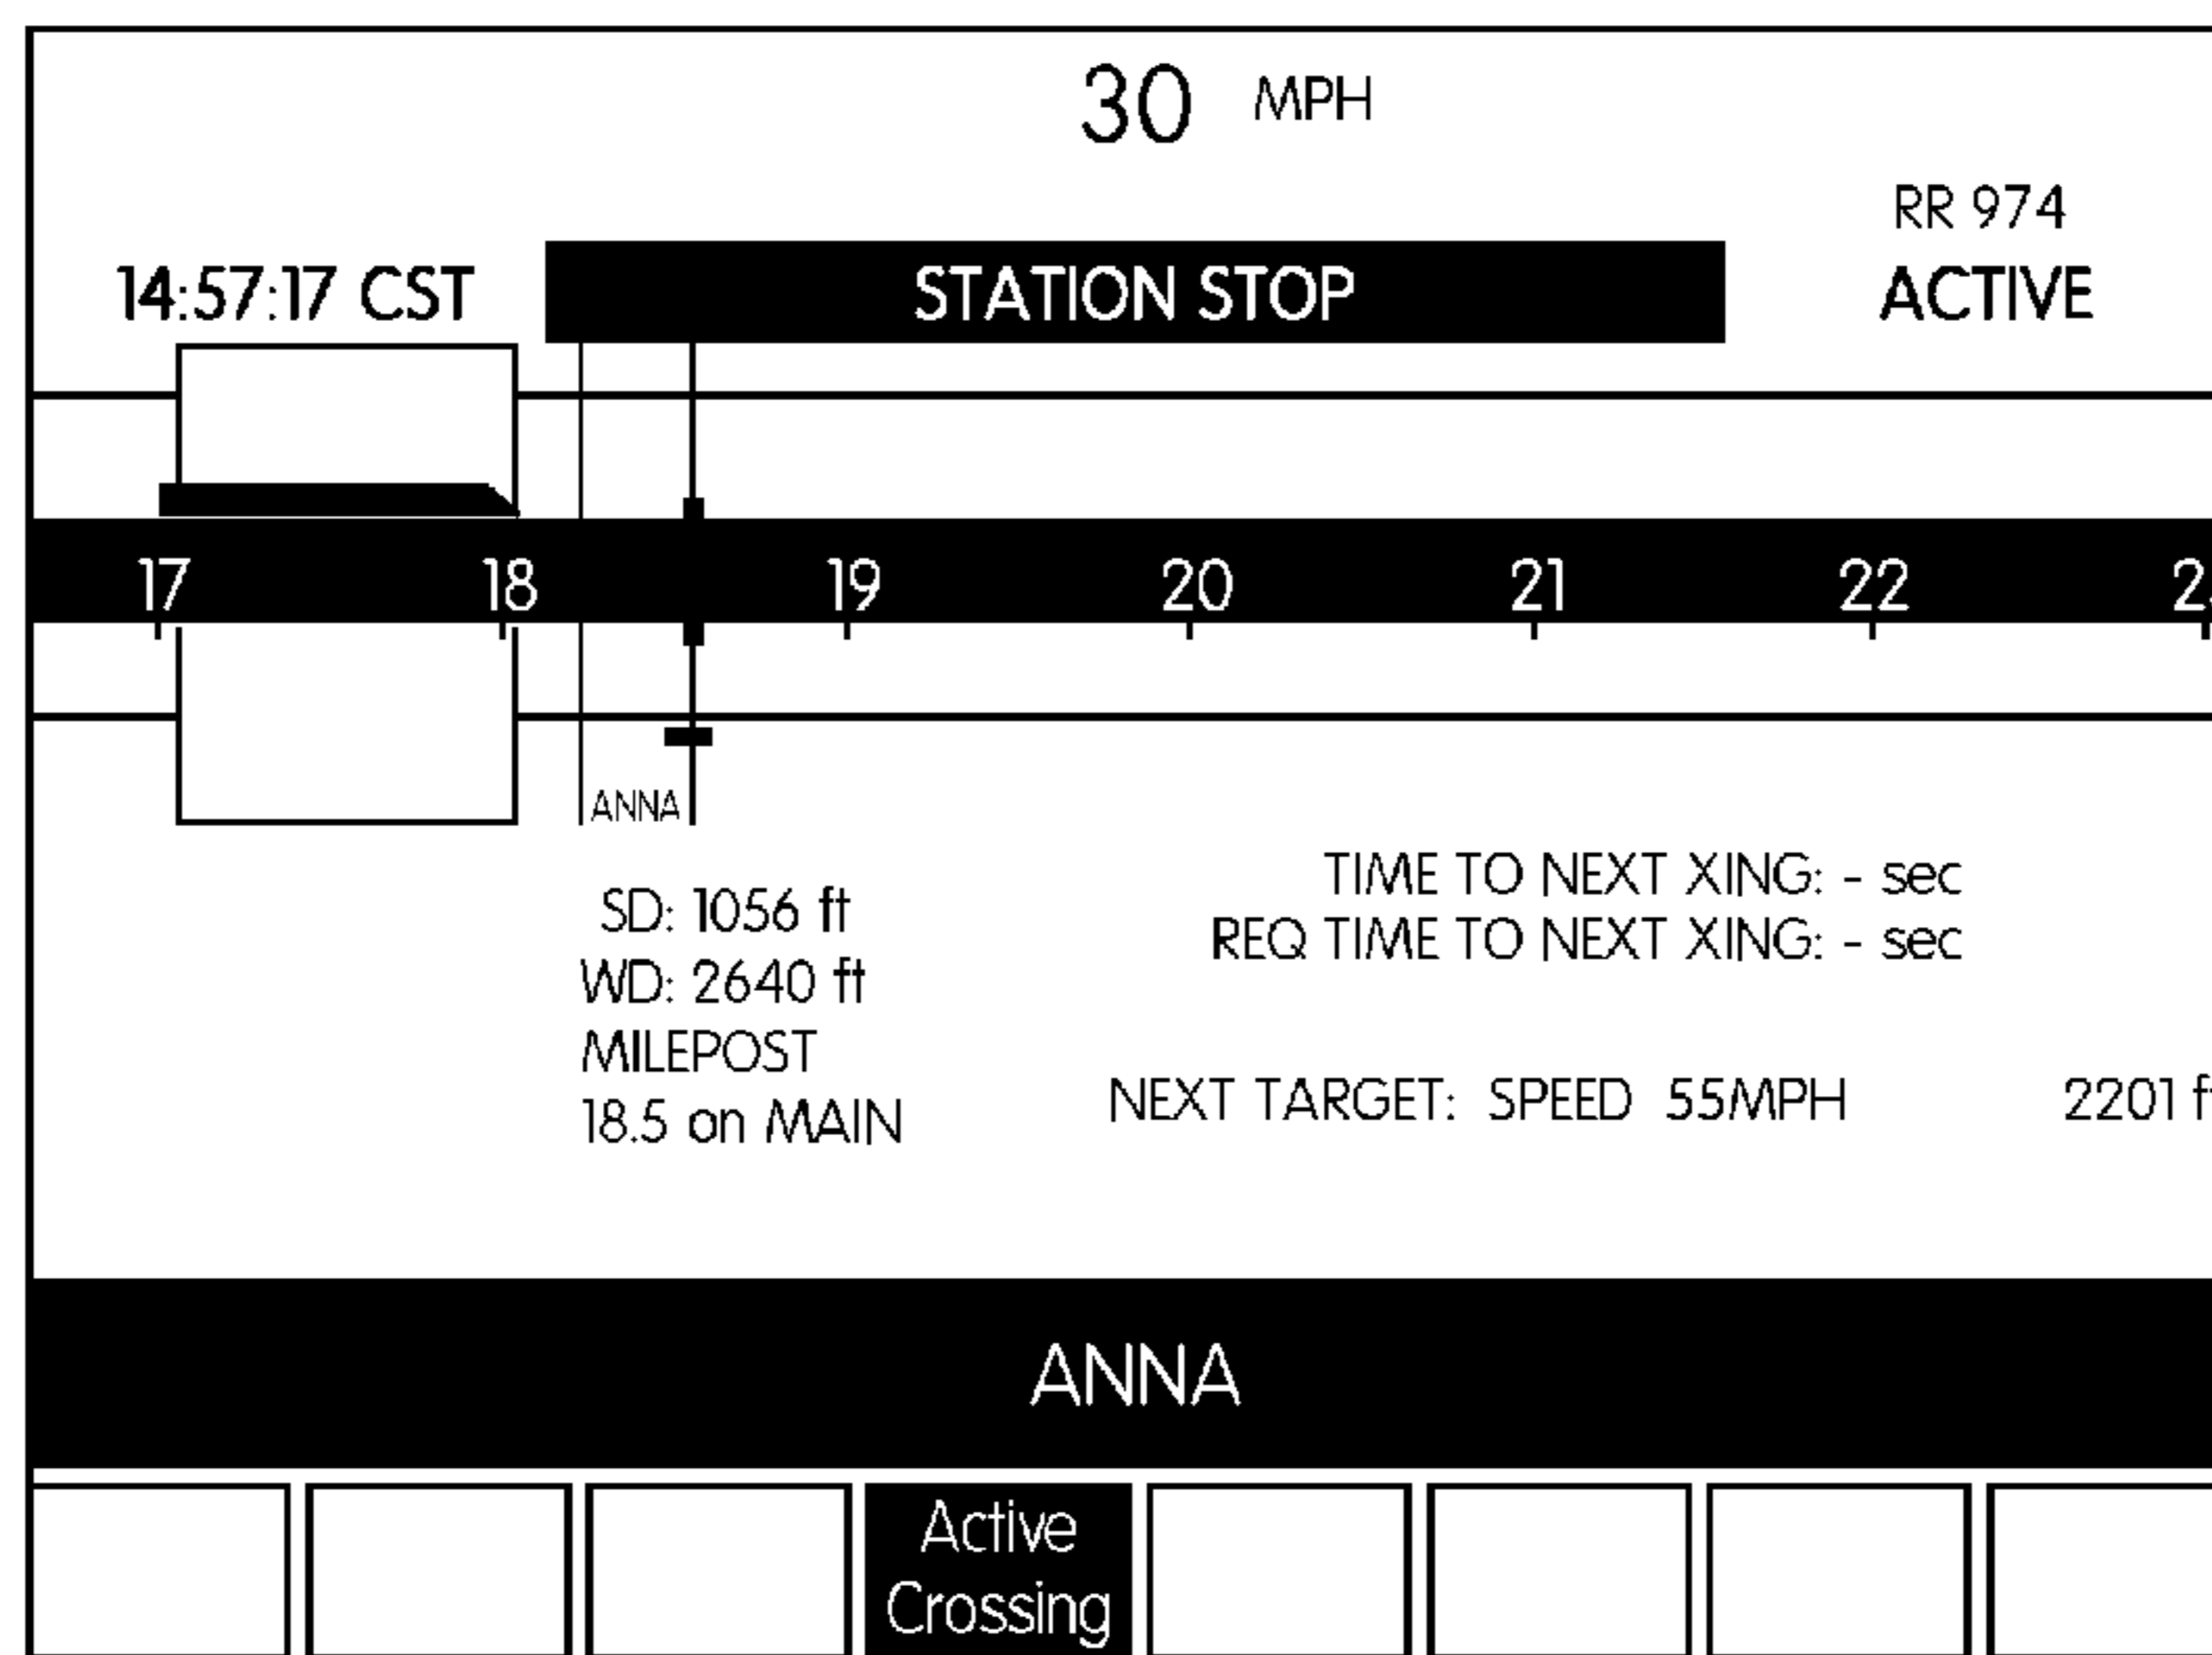 30 MPH
RR 974
14:57:17 CST
STATION STOP
ACTIVE
17 18 19 20 21 22
ANNA
TIME TO NEXT XING: - sec
SD: 1056 ft
REQ TIME TO NEXT XING: - sec
WD: 2640 ft
MILEPOST
NEXT TARGET: SPEED 55MPH 2201
18.5 on MAIN
ANNA
Active
Crossing